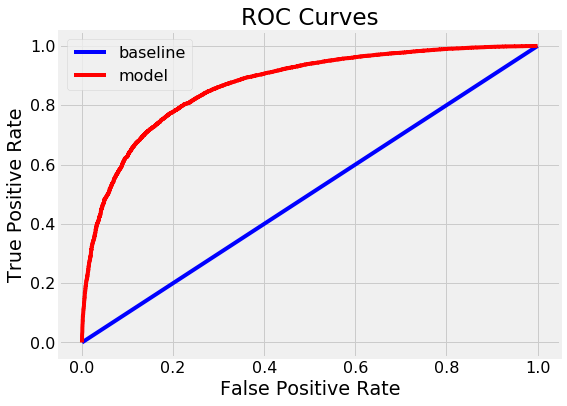 ROC Curves
baseline
model
True Positive Rate
1.0
0.8
0.6
0.4
0.2
0.0
0.0 0.2 0.4 0.6 0.8 1.0
False Positive Rate